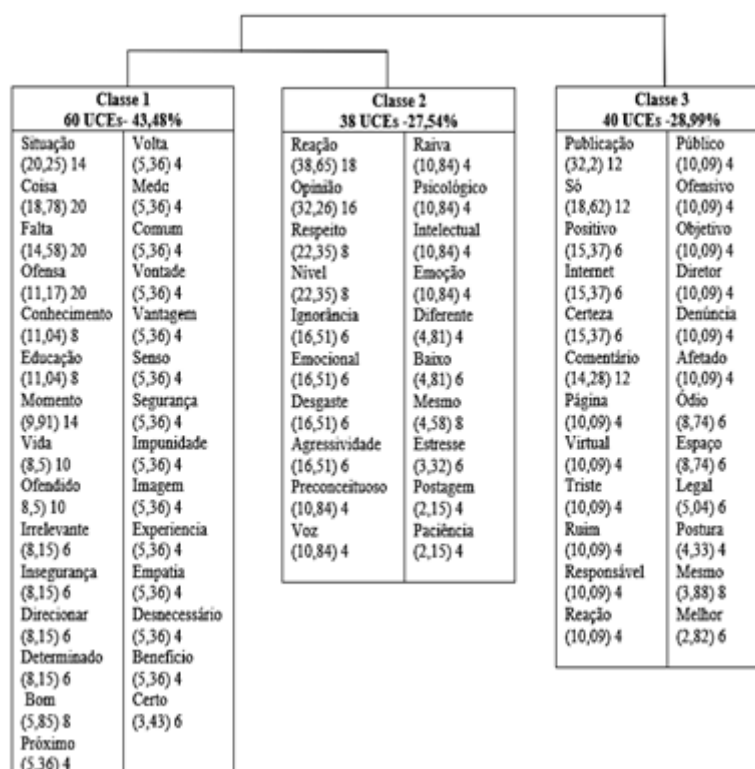 Classe 1
60 UCEs- 43,48%
Situação
(20,25) 14
Coisa
(18,78) 20
Falta
(14,58) 20
Ofensa
(11,17) 20
Conhecimento
(11,04) 8
Educação
(11,04) 8
Momento
(9,91) 14
Vida
(8,5) 10
Ofendido
8,5) 10
Irrelevante
(8,15) 6
Insegurança
(8,15) 6
Direcionar
(8,15) 6
Determinado
(8,15) 6
Bom
(5,85) 8
Próximo
(5,36) 4
Volta
(5,36) 4
Medo
(5,36) 4
Comum
(5,36) 4
Vontade
(5,36) 4
Vantagem
(5,36) 4
Senso
(5,36) 4
Segurança
(5,36) 4
Impunidade
(5,36) 4
Imagem
(5,36) 4
Experiencia
(5,36) 4
Empatia
(5,36) 4
Desnecessário
(5,36) 4
Beneficio
(5,36) 4
Certo
(3,43) 6
Classe 2
38 UCEs -27,54%
Reação
(38,65) 18
Opinião
(32,26) 16
Respeito
(22,35) 8
Nivel
(22,35) 8
Ignorância
(16,51) 6
Emocional
(16,51) 6
Desgaste
(16,51) 6
Agressividade
(16,51) 6
Preconceituoso
(10,84) 4
Voz
(10,84) 4
Raiva
(10,84) 4
Psicológico
(10,84) 4
Intelectual
(10,84) 4
Emoção
(10,84) 4
Diferente
(4,81) 4
Baixo
(4,81) 6
Mesmo
(4,58) 8
Estresse
(3,32) 6
Postagem
(2,15) 4
Paciência
(2,15) 4
Classe 3
40 UCEs -28,99%
Publicação
(32,2) 12
Só
(18,62) 12
Positivo
(15,37) 6
Internet
(15,37) 6
Certeza
(15,37) 6
Comentário
(14,28) 12
Página
(10,09) 4
Virtual
(10,09) 4
Triste
(10,09) 4
Ruim
(10,09) 4
Responsável
(10,09) 4
Reação
(10,09) 4
Público
(10,09) 4
Ofensivo
(10,09) 4
Objetivo
(10,09) 4
Diretor
(10,09) 4
Denúncia
(10,09) 4
Afetado
(10,09) 4
Ódio
(8,74) 6
Espaço
(8,74) 6
Legal
(5,04) 6
Postura
(4,33) 4
Mesmo
(3,88) 8
Melhor
(2,82) 6